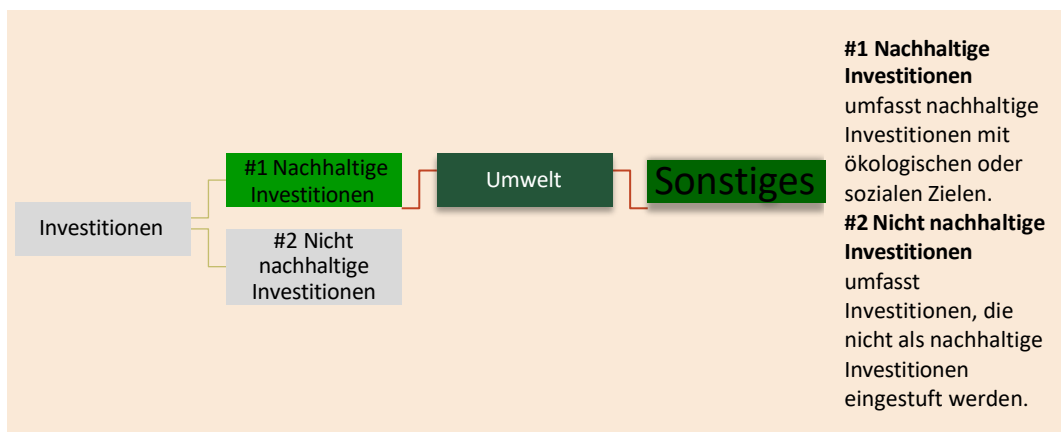 Investitionen
#1 Nachhaltige
Investitionen
#2 Nicht
nachhaltige
Investitionen
Umwelt
Sonstiges
#1 Nachhaltige
Investitionen
umfasst nachhaltige
Investitionen mit
ökologischen oder
sozialen Zielen.
#2 Nicht nachhaltige
Investitionen
umfasst
Investitionen, die
nicht als nachhaltige
Investitionen
eingestuft werden.